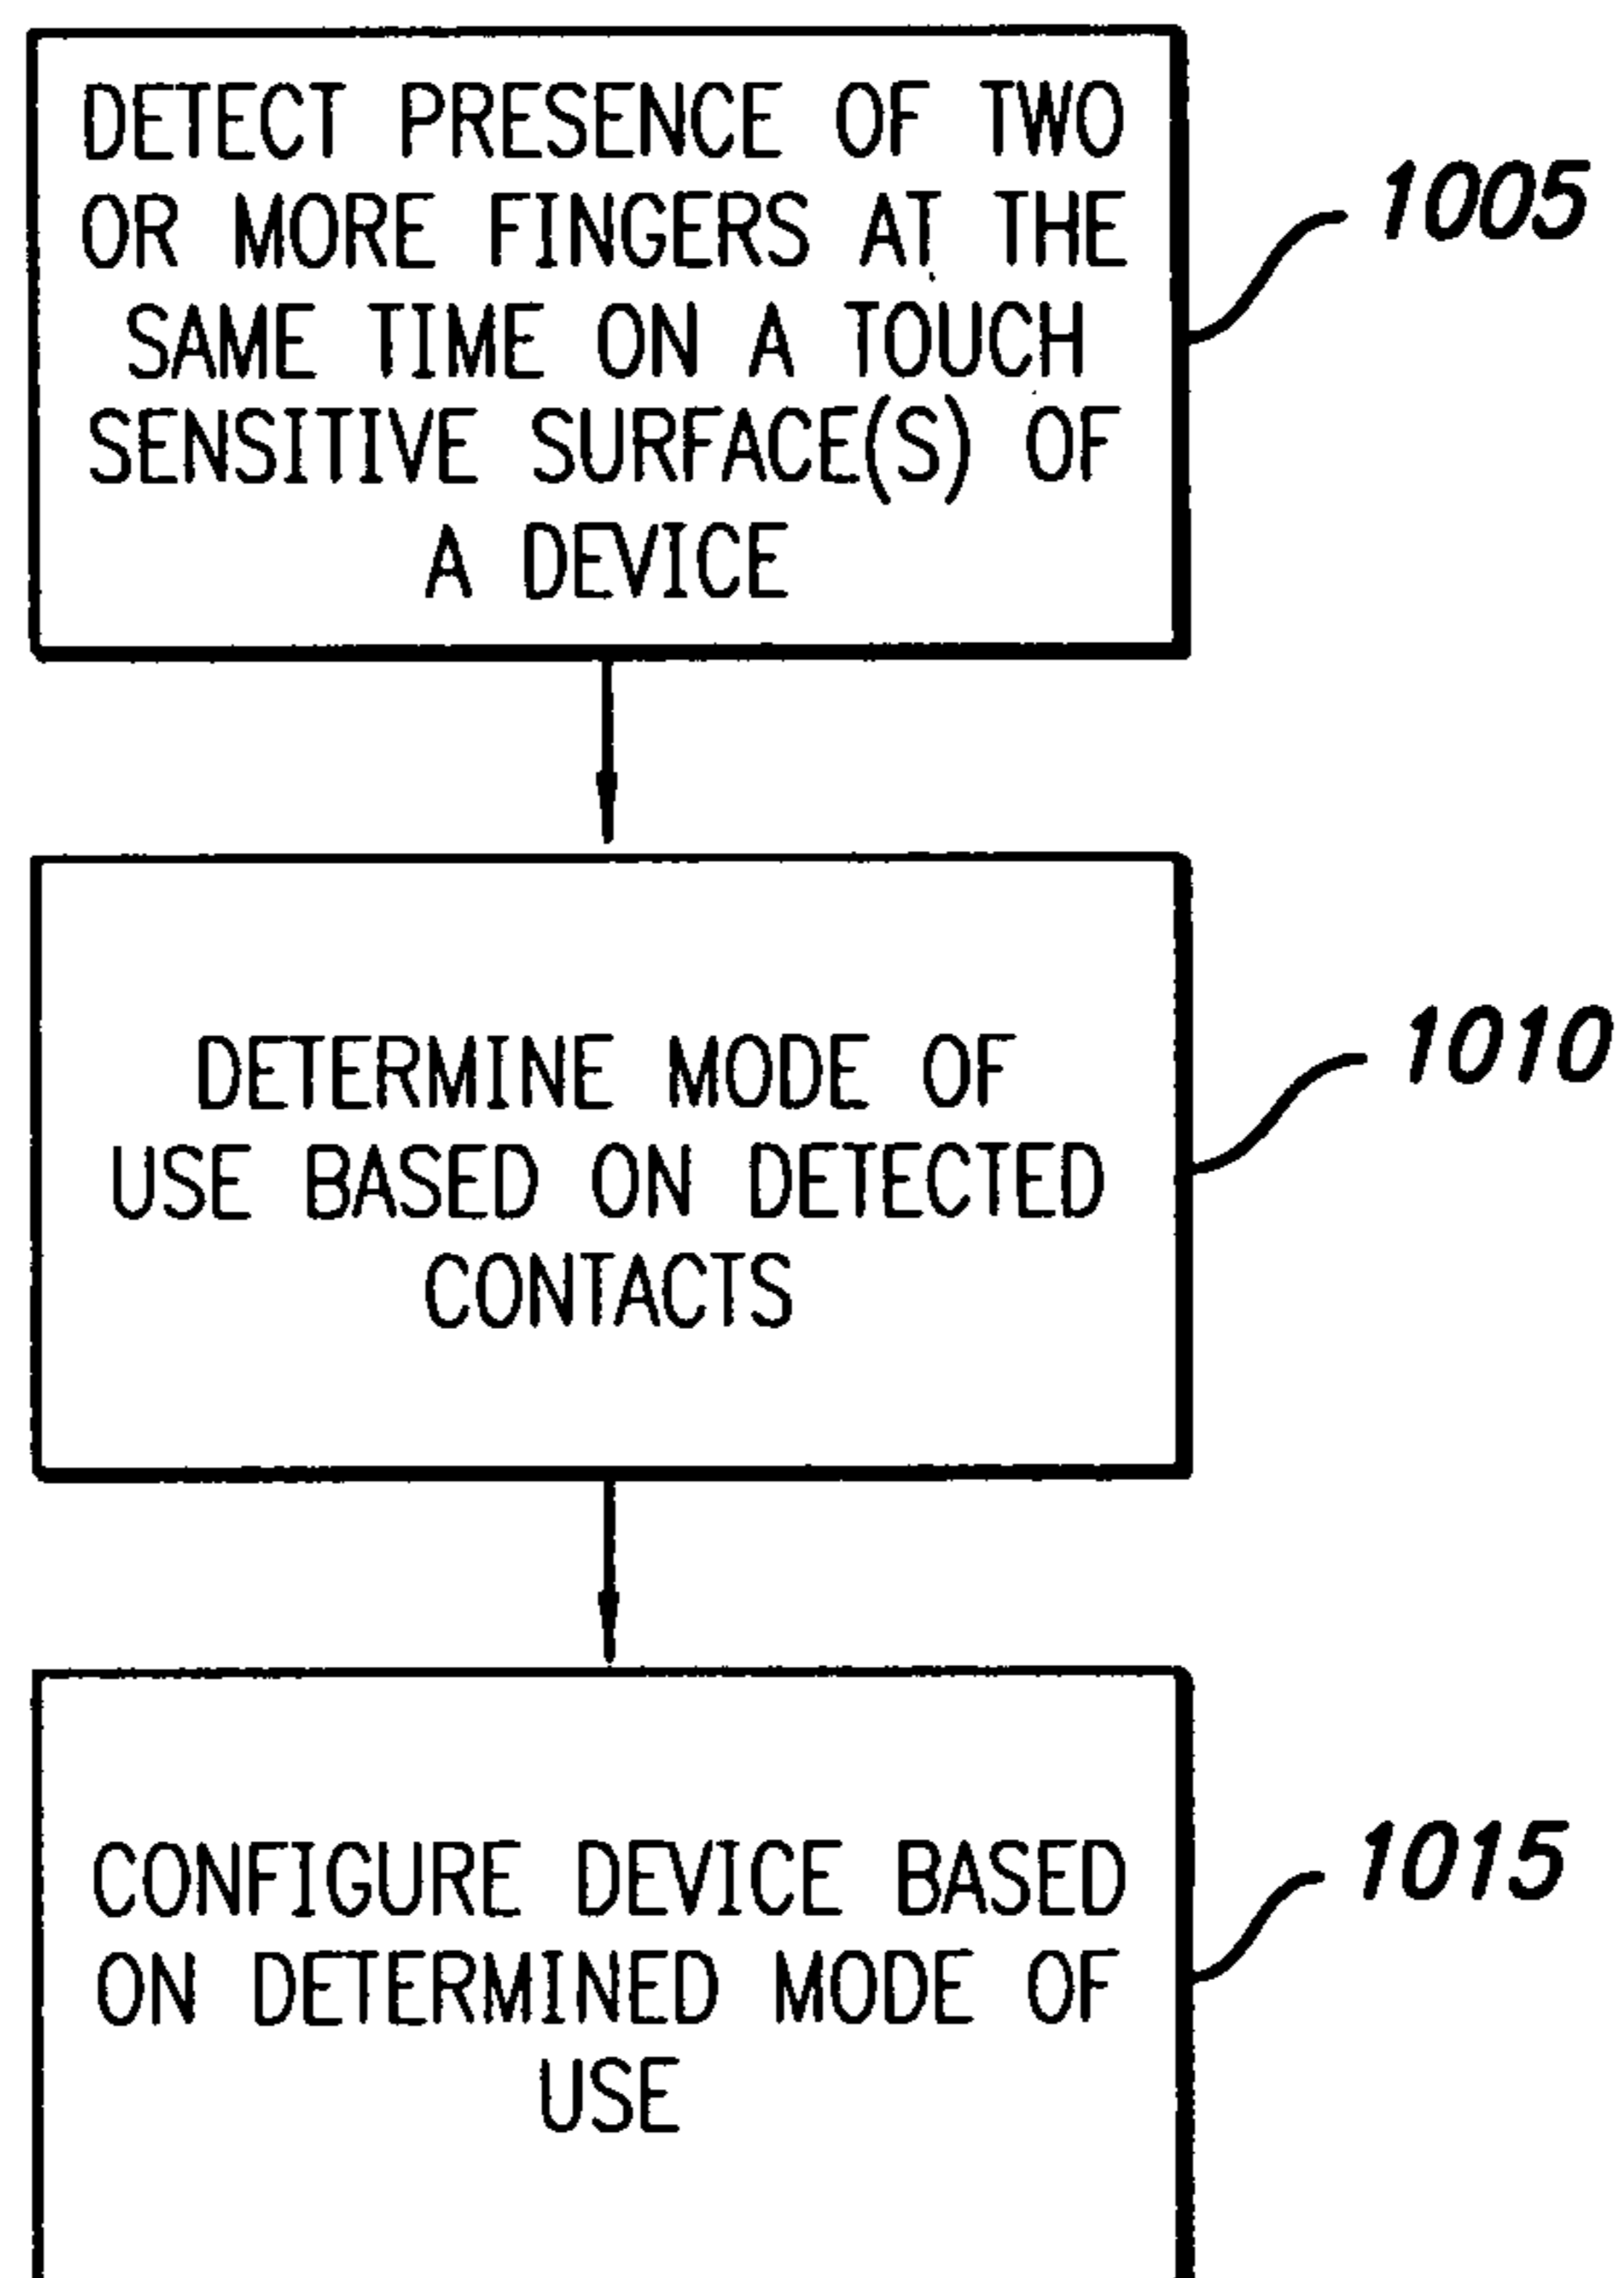 DETECT PRESENCE OF TWO
OR MORE FINGERS AT THE
SAME TIME ON A TOUCH
SENSITIVE SURFACE(S) OF
A DEVICE
1005
DETERMINE MODE OF
USE BASED ON DETECTED
CONTACTS
1010
CONFIGURE DEVICE BASED
ON DETERMINED MODE OF
USE
1015